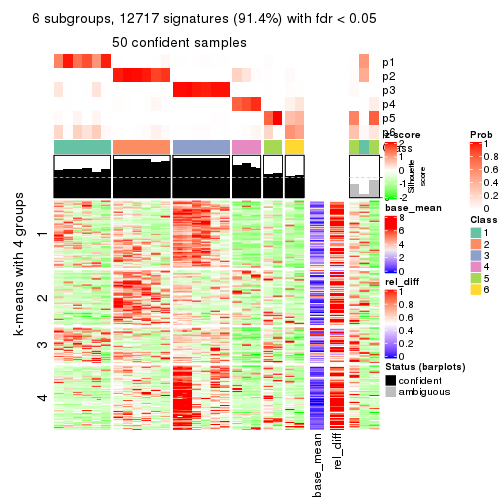 6 subgroups, 12717 signatures (91.4%) with fdr < 0.05
50 confident samples
p1
p2
p3
p4
p5
p6
z-score
2
1
0
-1
-2
Class
Silhouette
score
Prob
1
0.8
0.6
0.4
0.2
0
base_mean
8
6
4
2
0
Class
1
2
3
4
5
6
rel_diff
1
0.8
0.6
0.4
0.2
0
Status (barplots)
confident
ambiguous
k-means with 4 groups
1
2
3
4
base_mean
rel_diff